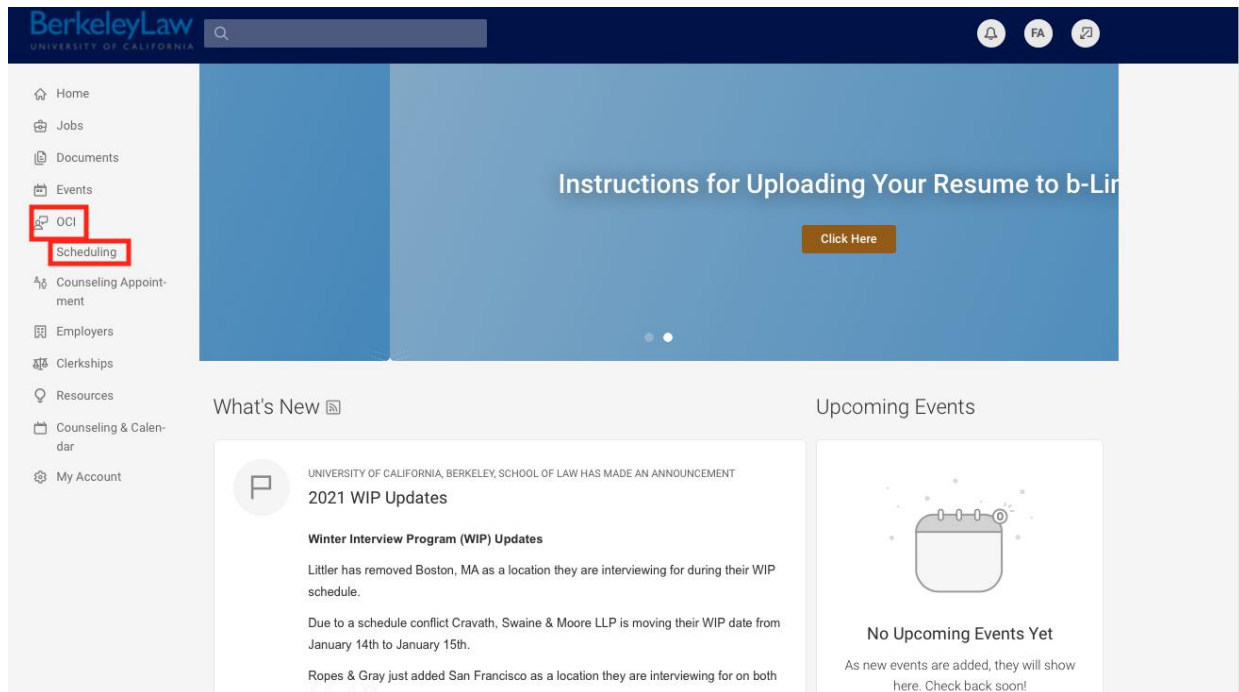 BerkeleyLaw
UNIVERSITY OF CALIFORNIA
FA
Home
Jobs
Documents
Events
OCI
Scheduling
Counseling Appoint-
ment
Employers
Clerkships
Resources
Counseling & Calen-
dar
My Account
Instructions for Uploading Your Resume to b-Lin
Click Here
What's New
UNIVERSITY OF CALIFORNIA, BERKELEY, SCHOOL OF LAW HAS MADE AN ANNOUNCEMENT
2021 WIP Updates
Winter Interview Program (WIP) Updates
Littler has removed Boston, MA as a location they are interviewing for during their WIP
schedule.
Due to a schedule conflict Cravath, Swaine & Moore LLP is moving their WIP date from
January 14th to January 15th.
Ropes & Gray just added San Francisco as a location they are interviewing for on both
Upcoming Events
0
No Upcoming Events Yet
As new events are added, they will show
here. Check back soon!